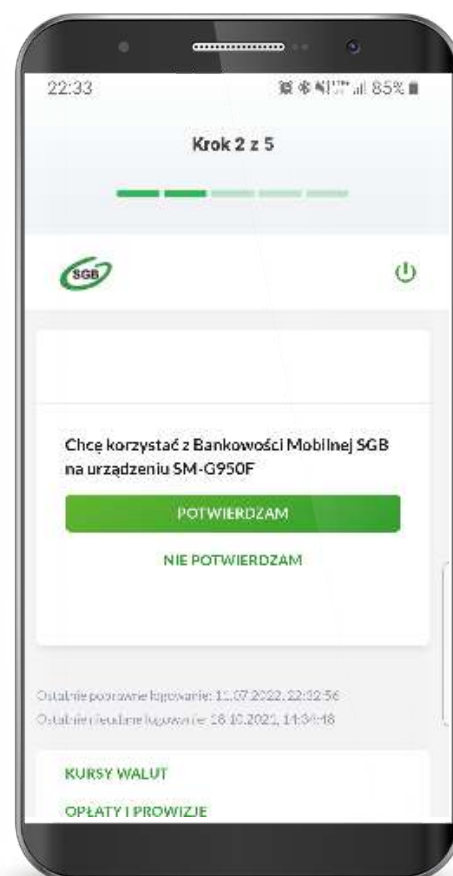 22:33
85%
Krok 2 z 5
SGB
Chcę korzystać z Bankowości Mobilnej SGB
na urządzeniu SM-G950F
POTWIERDZAM
NIE POTWIERDZAM
Ostatnie poprawne logowanie: 11.07.2022, 22:32:56
Ostatnie nieudane logowanie: 18.10.2021, 14:34:48
KURSY WALUT
OPŁATY I PROWIZJE